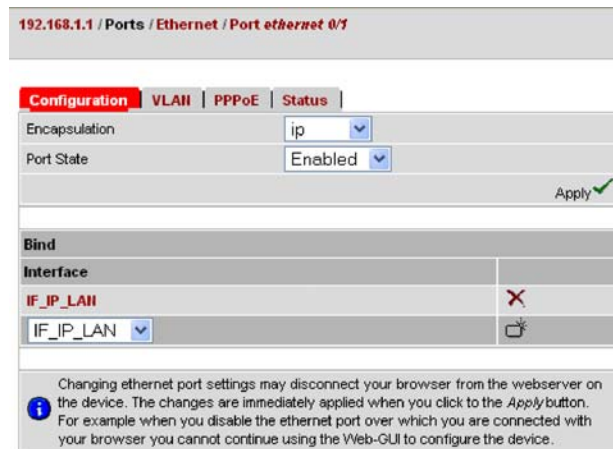 192.168.1.1 / Ports / Ethernet / Port ethernet 0/1
Configuration | VLAN | PPPoE | Status |
Encapsulation ip
Port State Enabled
Apply
Bind
Interface
IF_IP_LAN
IF_IP_LAN
Changing ethernet port settings may disconnect your browser from the webserver on
the device. The changes are immediately applied when you click to the Apply button.
For example when you disable the ethernet port over which you are connected with
your browser you cannot continue using the Web-GUI to configure the device.